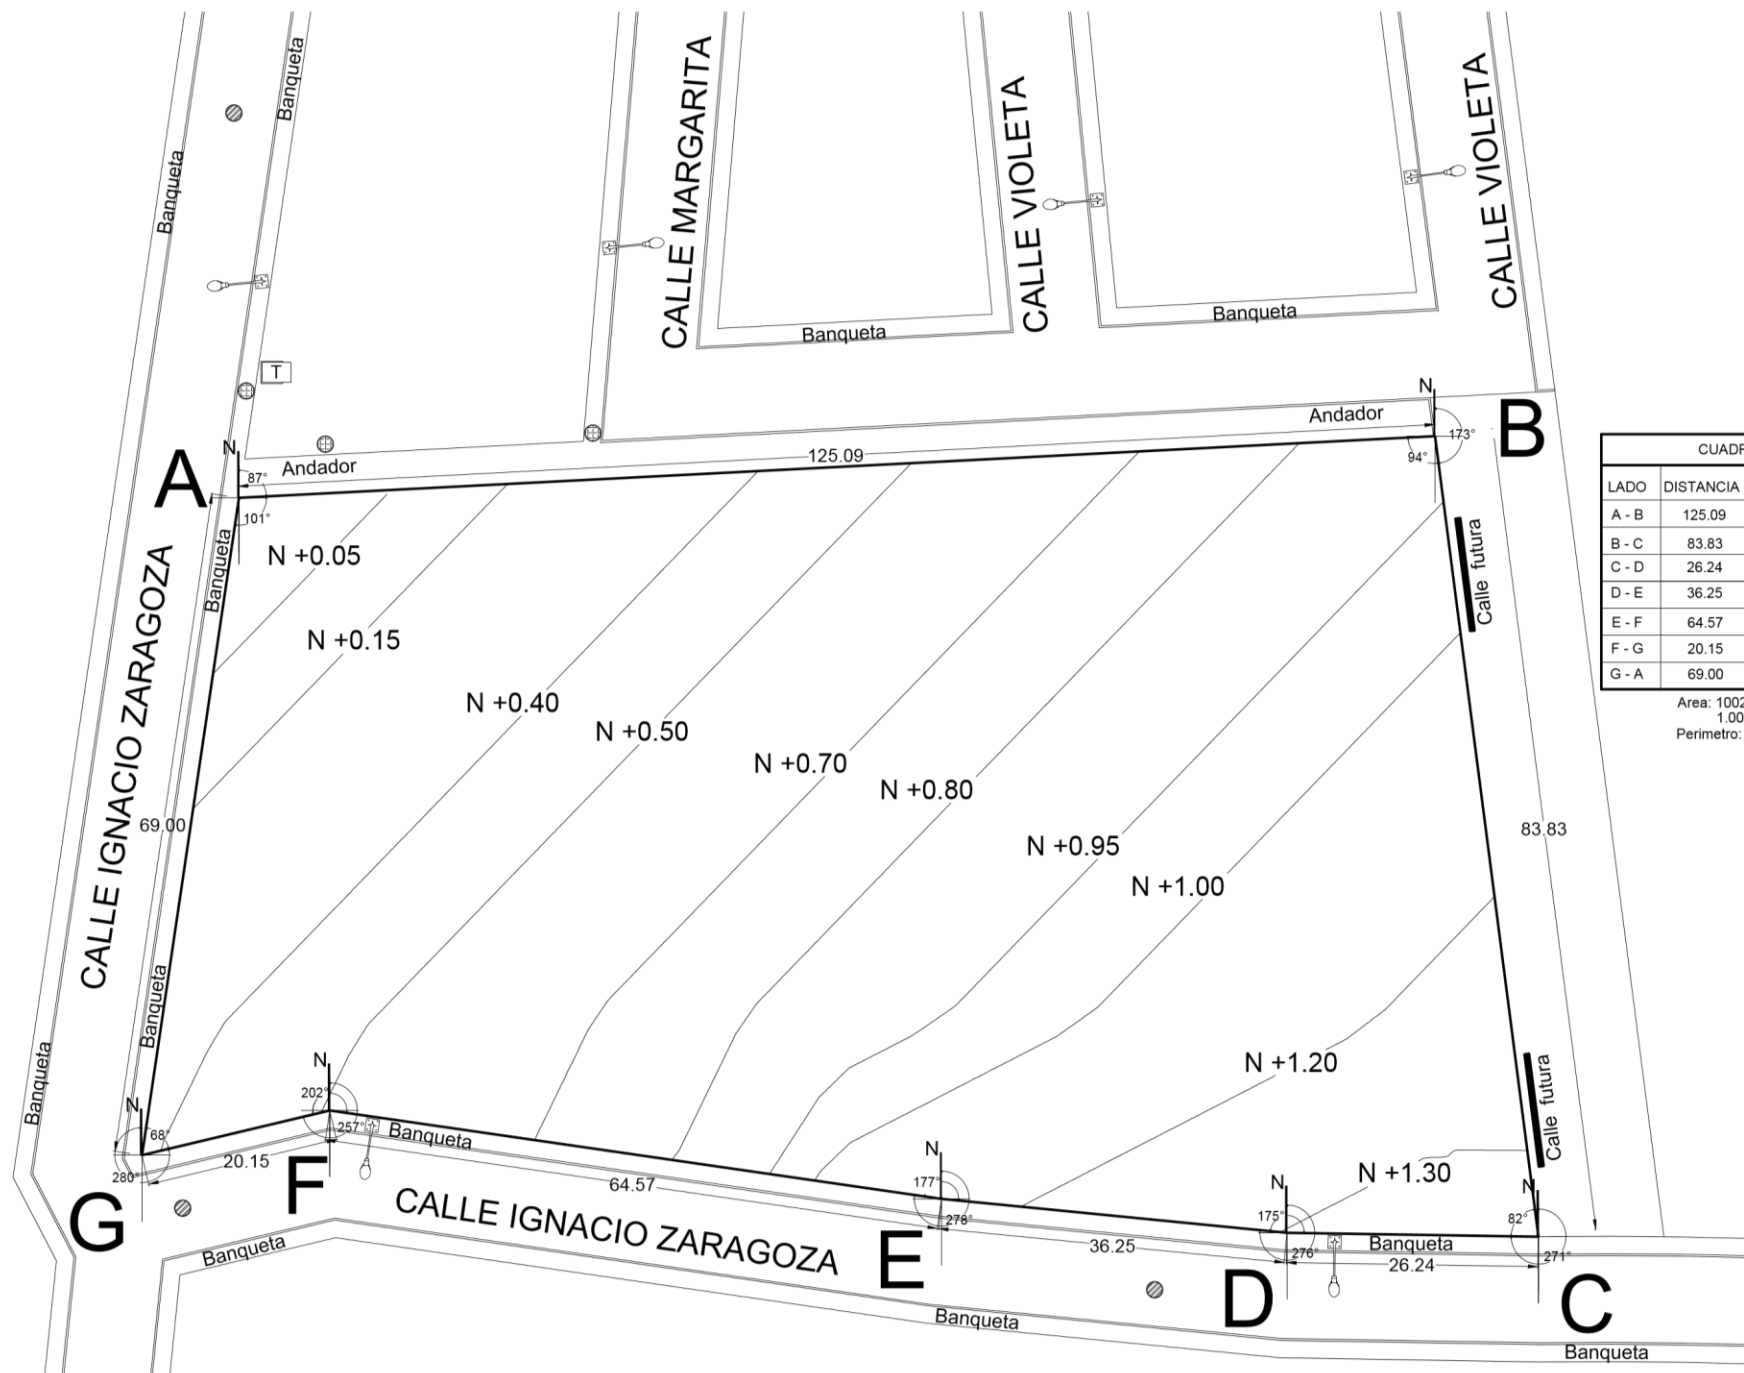 Banqueta
Banqueta
CALLE MARGARITA
CALLE VIOLETA
CALLE VIOLETA
Banqueta
Banqueta
T
N
Andador
B
173°
94°
A
N
87°
Andador
125.09
101°
Banqueta
CUADR
LADO DISTANCIA
A - B 125.09
B - C 83.83
C - D 26.24
D - E 36.25
E - F 64.57
F - G 20.15
G - A 69.00
Area: 1002
1.00
Perimetro:
Calle futura
N +0.05
N +0.15
N +0.40
N +0.50
N +0.70
N +0.80
N +0.95
N +1.00
N +1.20
N +1.30
CALLE IGNACIO ZARAGOZA
69.00
83.83
Banqueta
Banqueta
Calle futura
N
68°
280°
G
20.15
N
202°
257°
F
Banqueta
64.57
CALLE IGNACIO ZARAGOZA
N
177°
278°
E
36.25
N
175°
276°
D
Banqueta
26.24
N
82°
271°
C
Banqueta
Banqueta
Banqueta